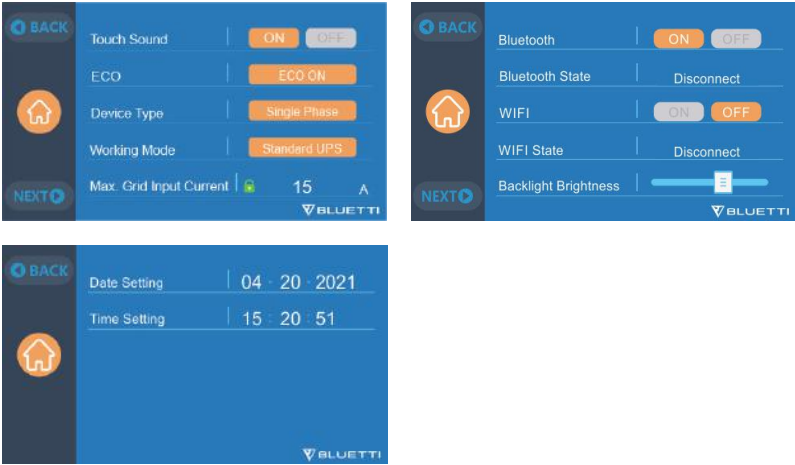 BACK
Touch Sound ON OFF
ECO ECO ON
Device Type Single Phase
Working Mode Standard UPS
Max. Grid Input Current 15 A
NEXT
BLUETTI
BACK
Bluetooth ON OFF
Bluetooth State Disconnect
WIFI ON OFF
WIFI State Disconnect
Backlight Brightness
NEXT
BLUETTI
BACK
Date Setting 04 - 20 - 2021
Time Setting 15 : 20 : 51
BLUETTI